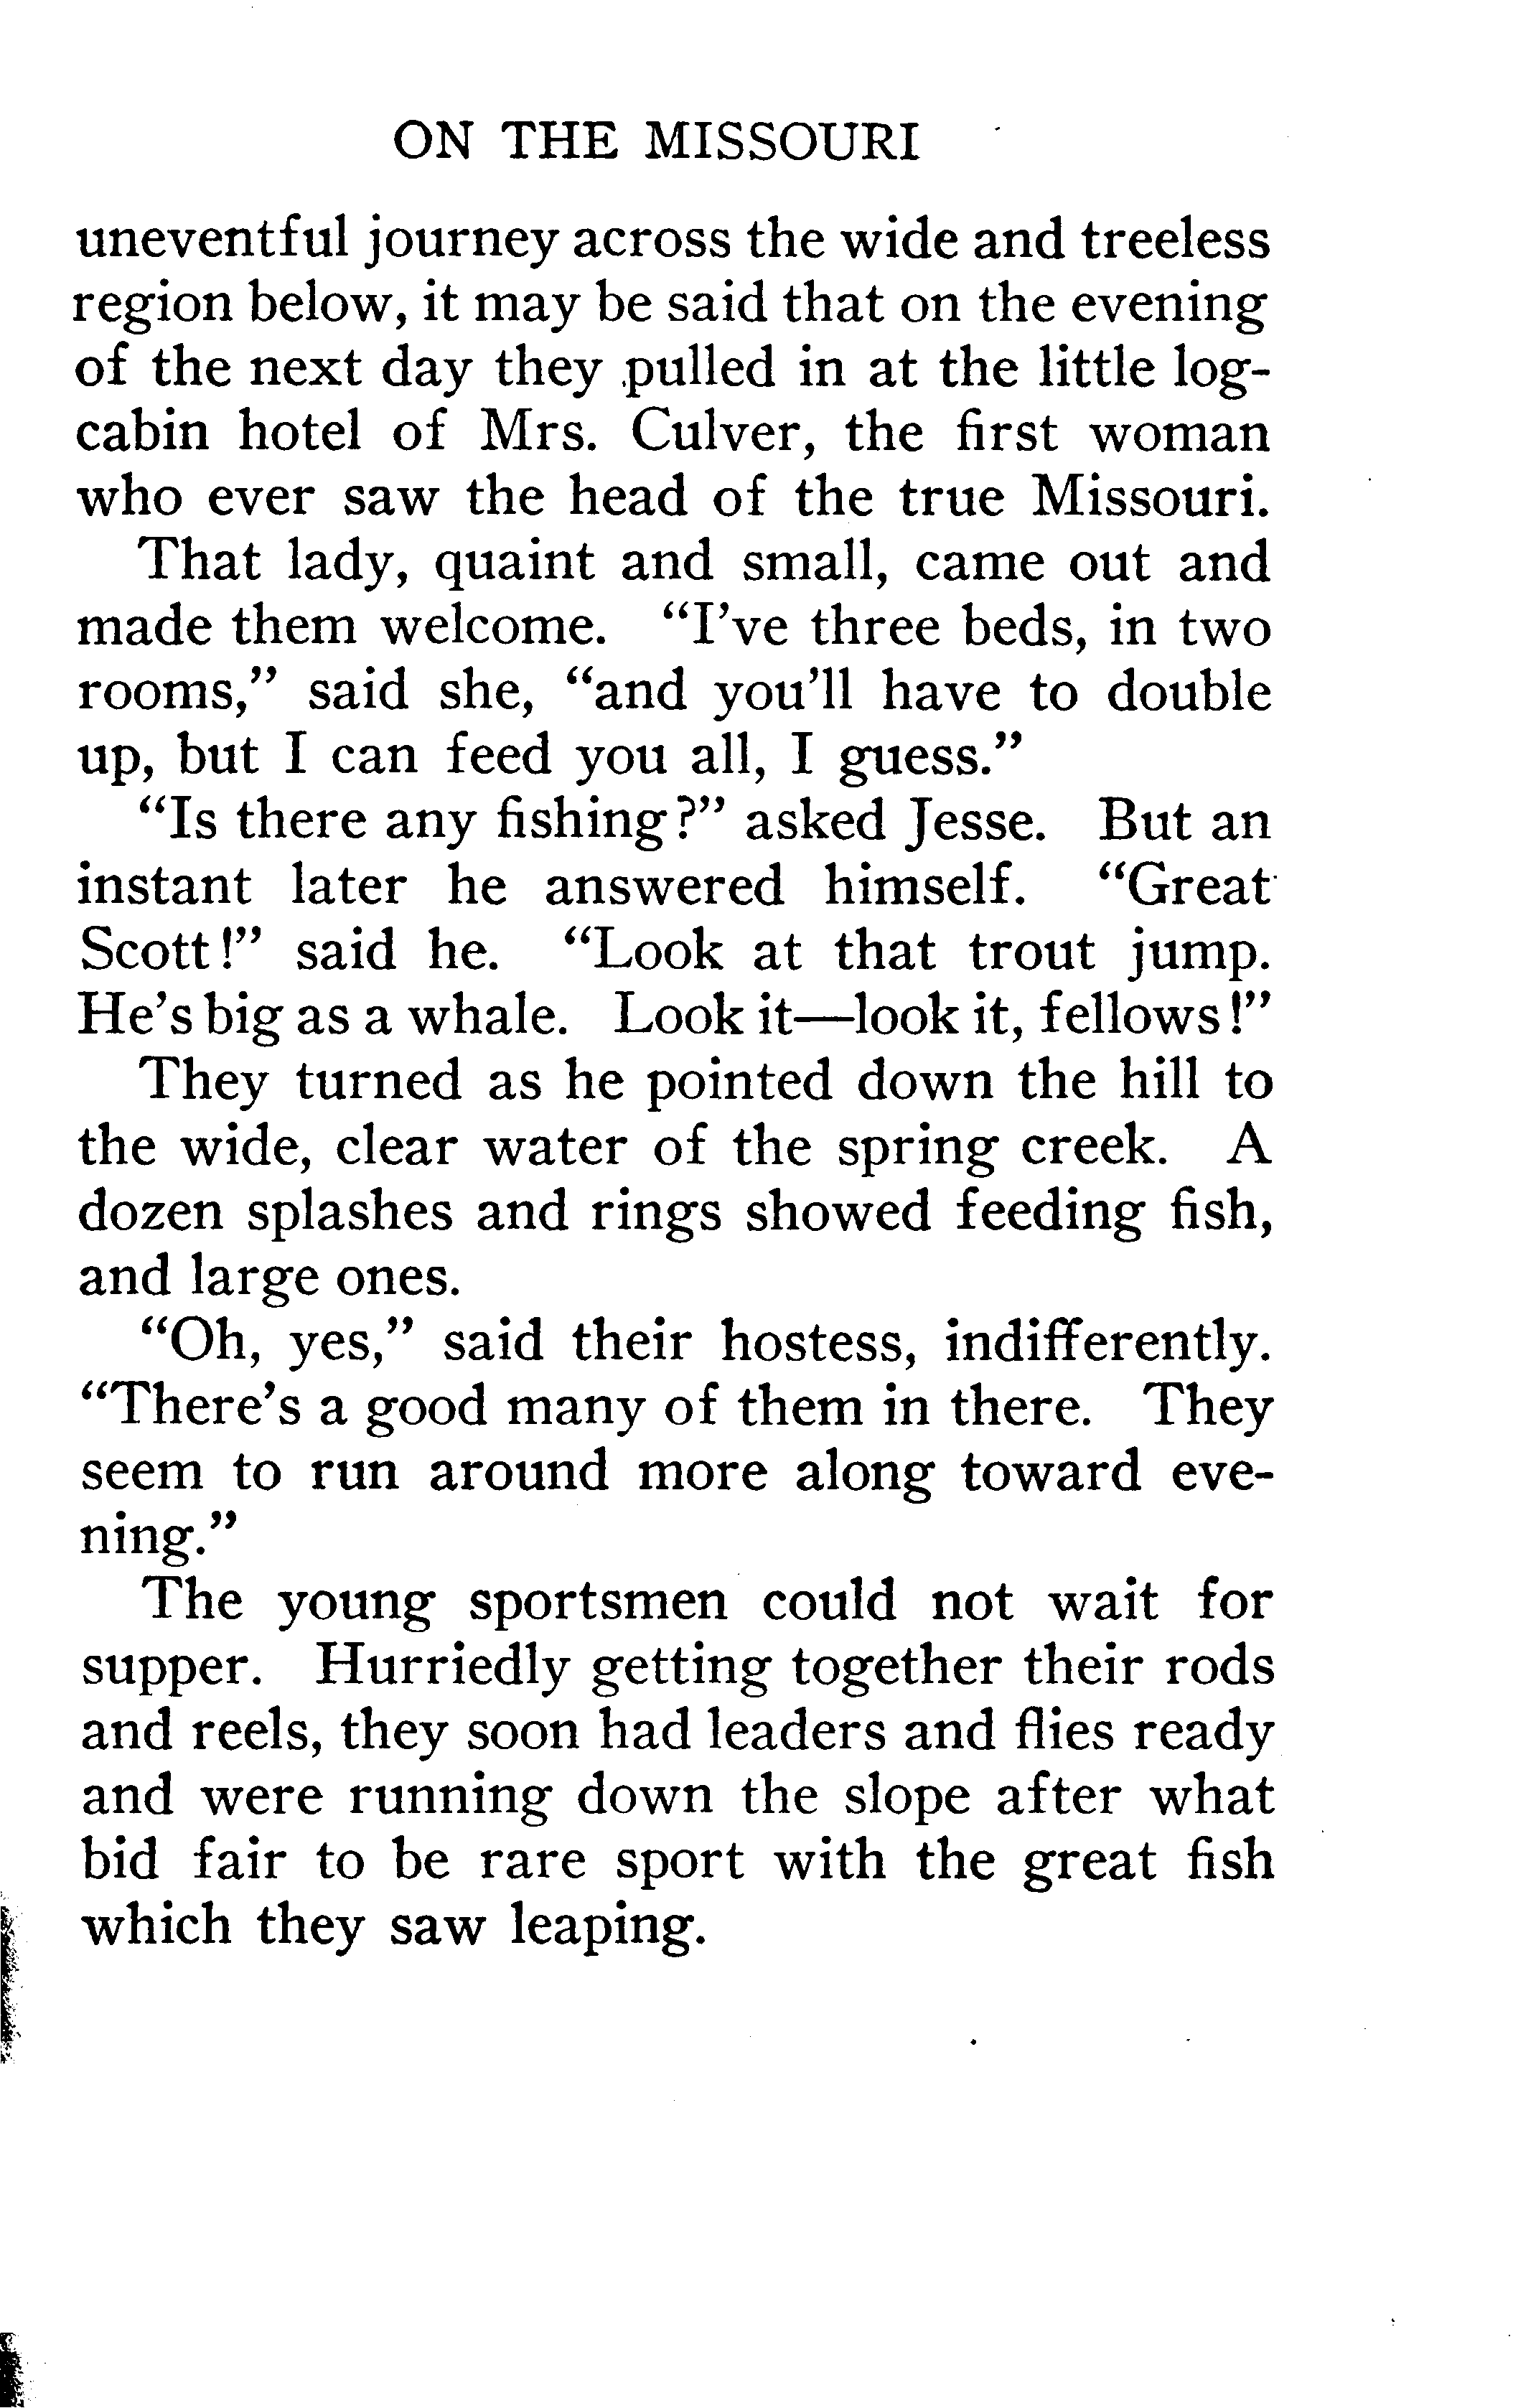 ON THE MISSOURI
uneventful journey across the wide and treeless
region below, it may be said that on the evening
of the next day they pulled in at the little log-
cabin hotel of Mrs. Culver, the first woman
who ever saw the head of the true Missouri.
That lady, quaint and small, came out and
made them welcome. “I’ve three beds, in two
rooms,” said she, “and you’ll have to double
up, but I can feed you all, I guess.”
“Is there any fishing?” asked Jesse. But an
instant later he answered himself. “Great
Scott!” said he. “Look at that trout jump.
He’s big as a whale. Look it—look it, fellows!”
They turned as he pointed down the hill to
the wide, clear water of the spring creek. A
dozen splashes and rings showed feeding fish,
and large ones.
“Oh, yes,” said their hostess, indifferently.
“There’s a good many of them in there. They
seem to run around more along toward eve-
ning.”
The young sportsmen could not wait for
supper. Hurriedly getting together their rods
and reels, they soon had leaders and flies ready
and were running down the slope after what
bid fair to be rare sport with the great fish
which they saw leaping.